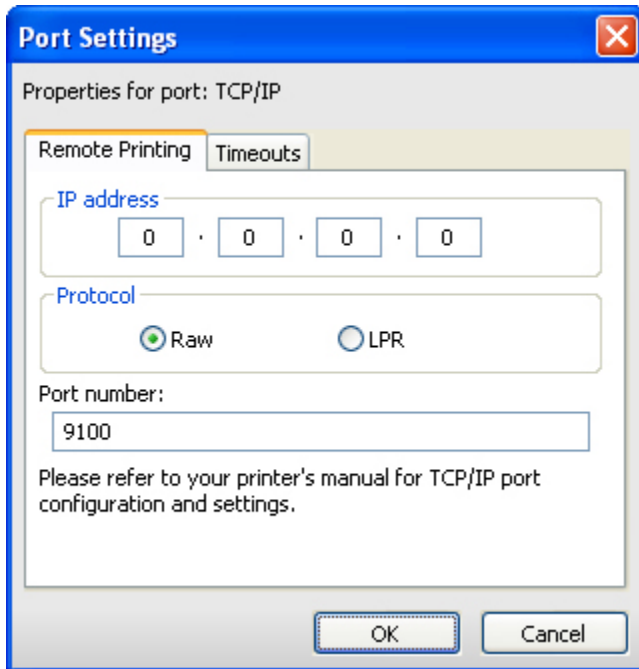 Port Settings
Properties for port: TCP/IP
Remote Printing Timeouts
IP address
0 . 0 . 0 . 0
Protocol
Raw LPR
Port number:
9100
Please refer to your printer's manual for TCP/IP port
configuration and settings.
OK Cancel